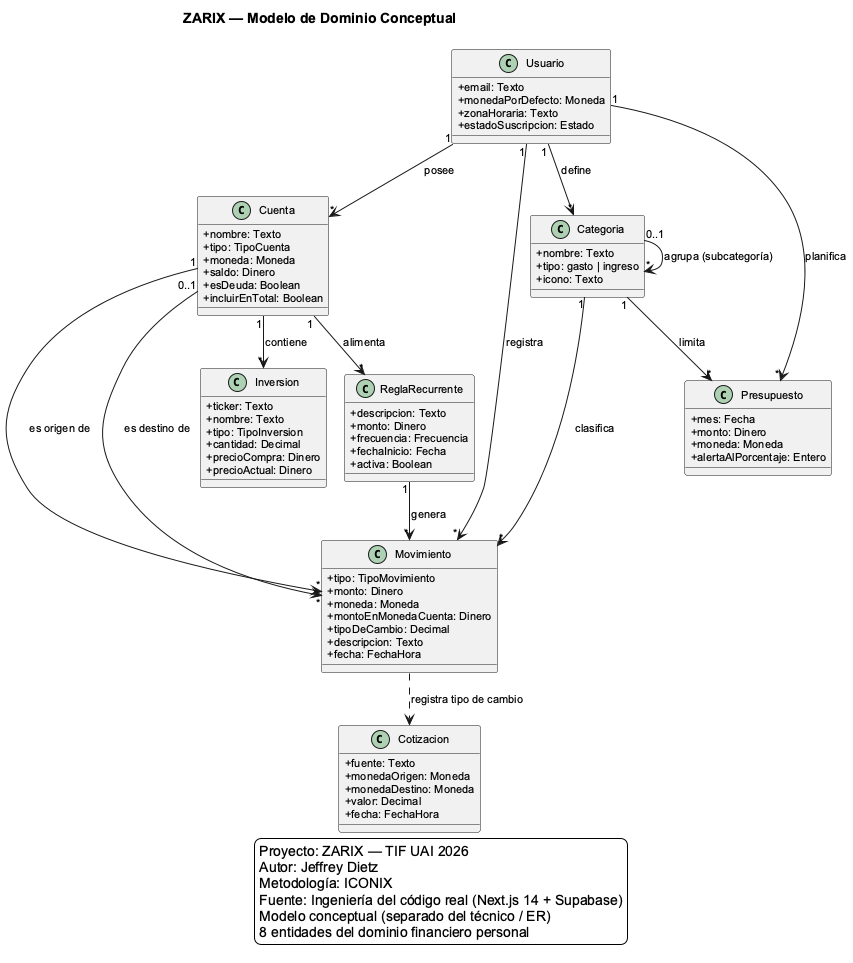 ZARIX — Modelo de Dominio Conceptual
C Usuario
+email: Texto
+monedaPorDefecto: Moneda
+zonaHoraria: Texto
+estadoSuscripcion: Estado
1
1
1
1
posee
define
planifica
registra
*
*
*
*
C Cuenta
+nombre: Texto
+tipo: TipoCuenta
+moneda: Moneda
+saldo: Dinero
+esDeuda: Boolean
+incluirEnTotal: Boolean
1
0..1
1
1
C Categoria
+nombre: Texto
+tipo: gasto | ingreso
+icono: Texto
0..1
*
agrupa (subcategoría)
1
1
contiene
alimenta
limita
*
*
*
C Inversion
+ticker: Texto
+nombre: Texto
+tipo: TipoInversion
+cantidad: Decimal
+precioCompra: Dinero
+precioActual: Dinero
C ReglaRecurrente
+descripcion: Texto
+monto: Dinero
+frecuencia: Frecuencia
+fechaInicio: Fecha
+activa: Boolean
1
C Presupuesto
+mes: Fecha
+monto: Dinero
+moneda: Moneda
+alertaAlPorcentaje: Entero
es origen de
es destino de
clasifica
genera
*
*
*
*
C Movimiento
+tipo: TipoMovimiento
+monto: Dinero
+moneda: Moneda
+montoEnMonedaCuenta: Dinero
+tipoDeCambio: Decimal
+descripcion: Texto
+fecha: FechaHora
registra tipo de cambio
C Cotizacion
+fuente: Texto
+monedaOrigen: Moneda
+monedaDestino: Moneda
+valor: Decimal
+fecha: FechaHora
Proyecto: ZARIX — TIF UAI 2026
Autor: Jeffrey Dietz
Metodología: ICONIX
Fuente: Ingeniería del código real (Next.js 14 + Supabase)
Modelo conceptual (separado del técnico / ER)
8 entidades del dominio financiero personal